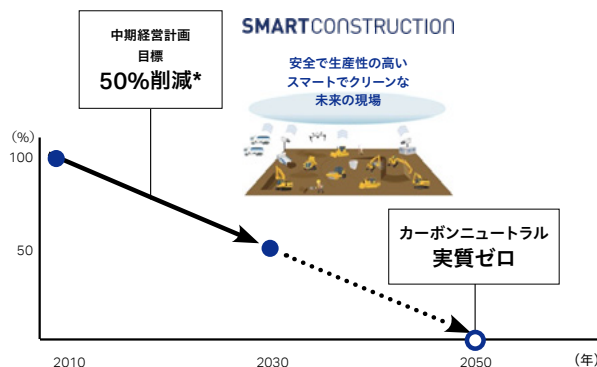 中期経営計画
目標
50%削減*
SMARTCONSTRUCTION
安全で生産性の高い
スマートでクリーンな
未来の現場
(%)
100
50
カーボンニュートラル
実質ゼロ
2010
2030
2050
(年)